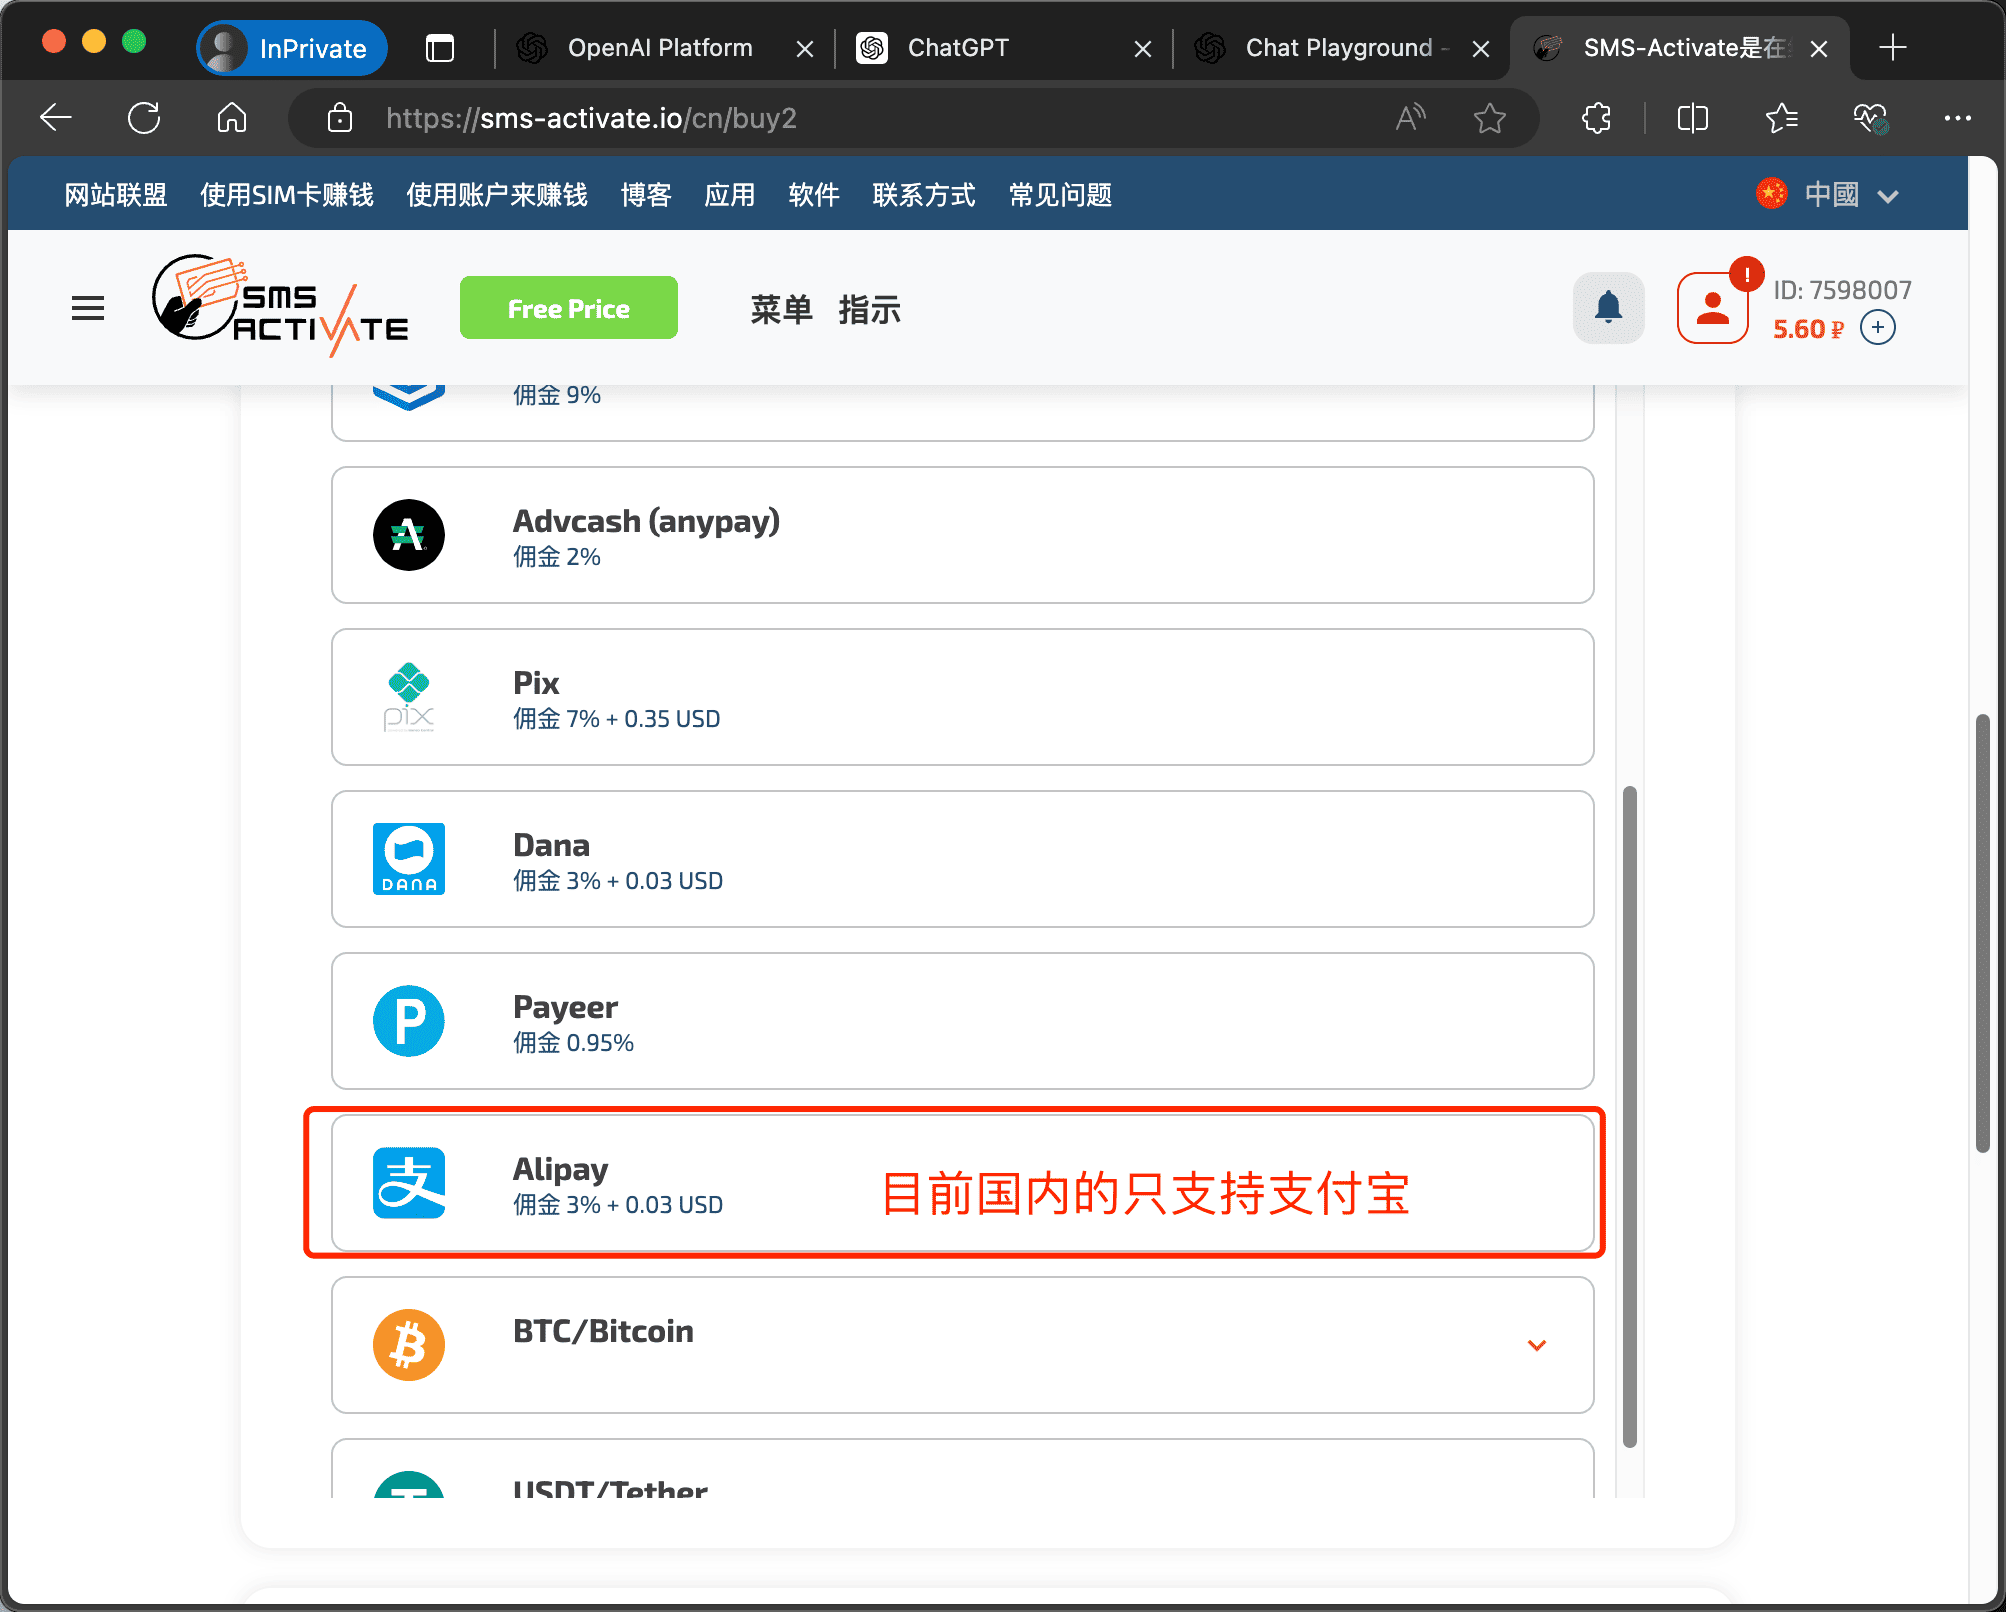 InPrivate
OpenAI Platform
ChatGPT
Chat Playground -
SMS-Activate是在
https://sms-activate.io/cn/buy2
网站联盟 使用SIM卡赚钱 使用账户来赚钱 博客 应用 软件 联系方式 常见问题
中國
SMS
ACTIVATE
Free Price
菜单 指示
!
ID: 7598007
5.60 ₽
佣金 9%
Advcash (anypay)
佣金 2%
pix
Pix
佣金 7% + 0.35 USD
DANA
Dana
佣金 3% + 0.03 USD
P
Payeer
佣金 0.95%
支
Alipay
佣金 3% + 0.03 USD
目前国内的只支持支付宝
BTC/Bitcoin
USDT/Tether